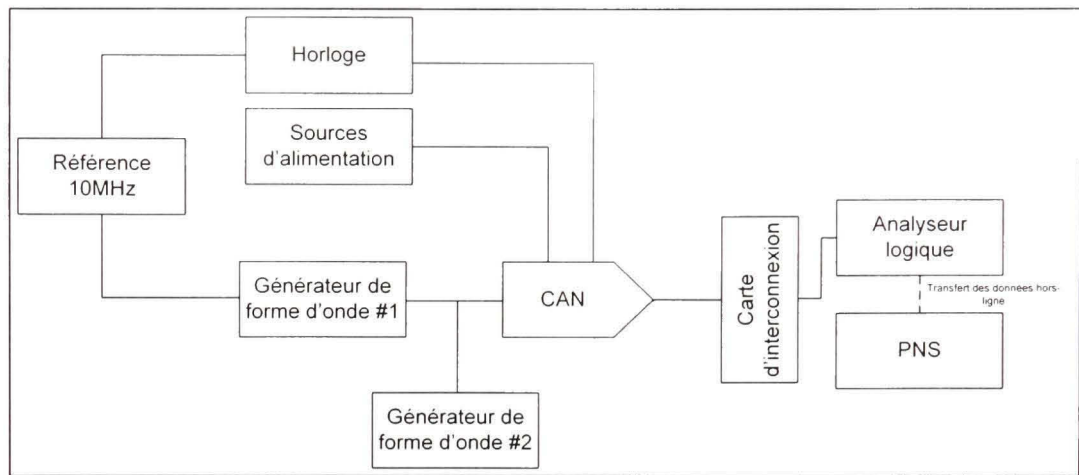 Horloge
Sources
d'alimentation
Référence
10MHz
Générateur de
forme d'onde #1
CAN
Carte
d'interconnexion
Analyseur
logique
Transfert des données hors-
ligne
PNS
Générateur de
forme d'onde #2